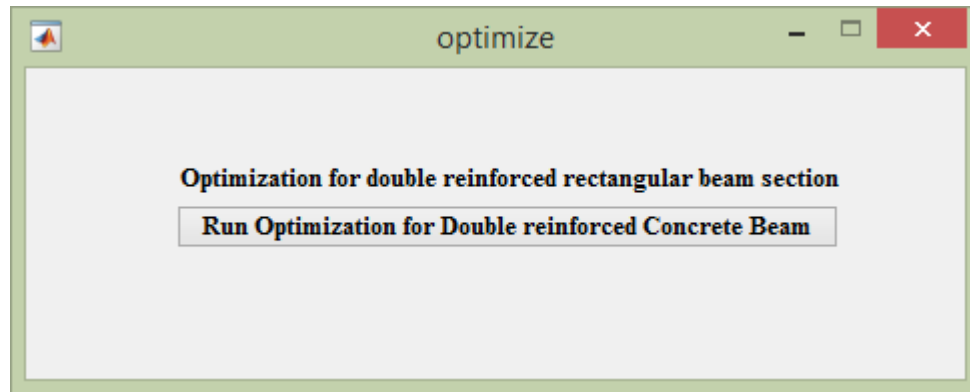 optimize
Optimization for double reinforced rectangular beam section
Run Optimization for Double reinforced Concrete Beam